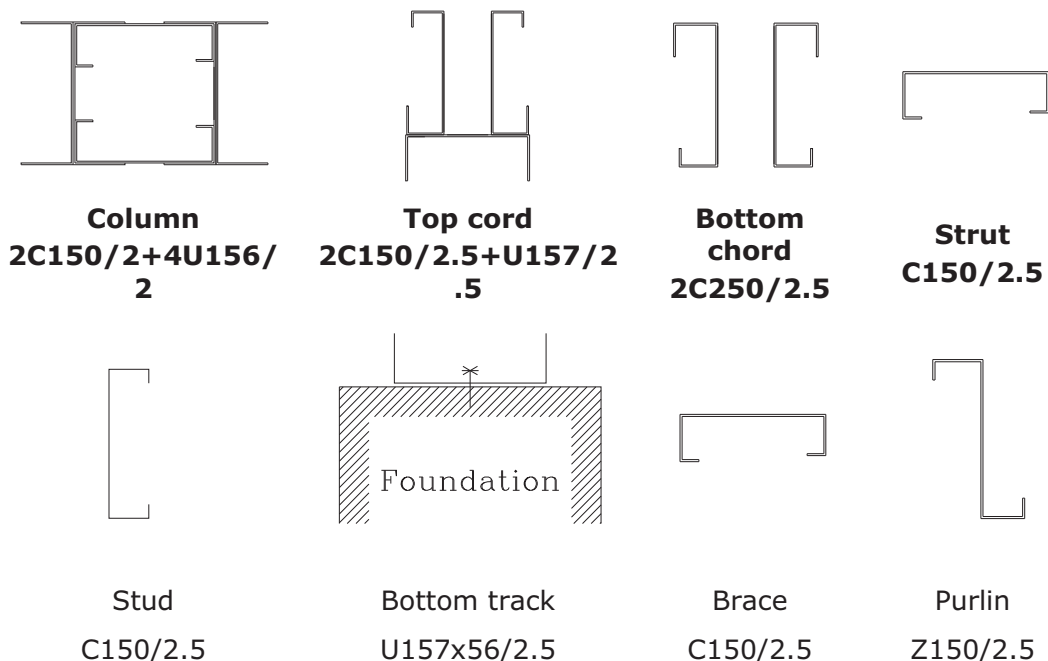 Column
2C150/2+4U156/
2
Top cord
2C150/2.5+U157/2
.5
Bottom
chord
2C250/2.5
Strut
C150/2.5
Foundation
Stud
C150/2.5
Bottom track
U157x56/2.5
Brace
C150/2.5
Purlin
Z150/2.5